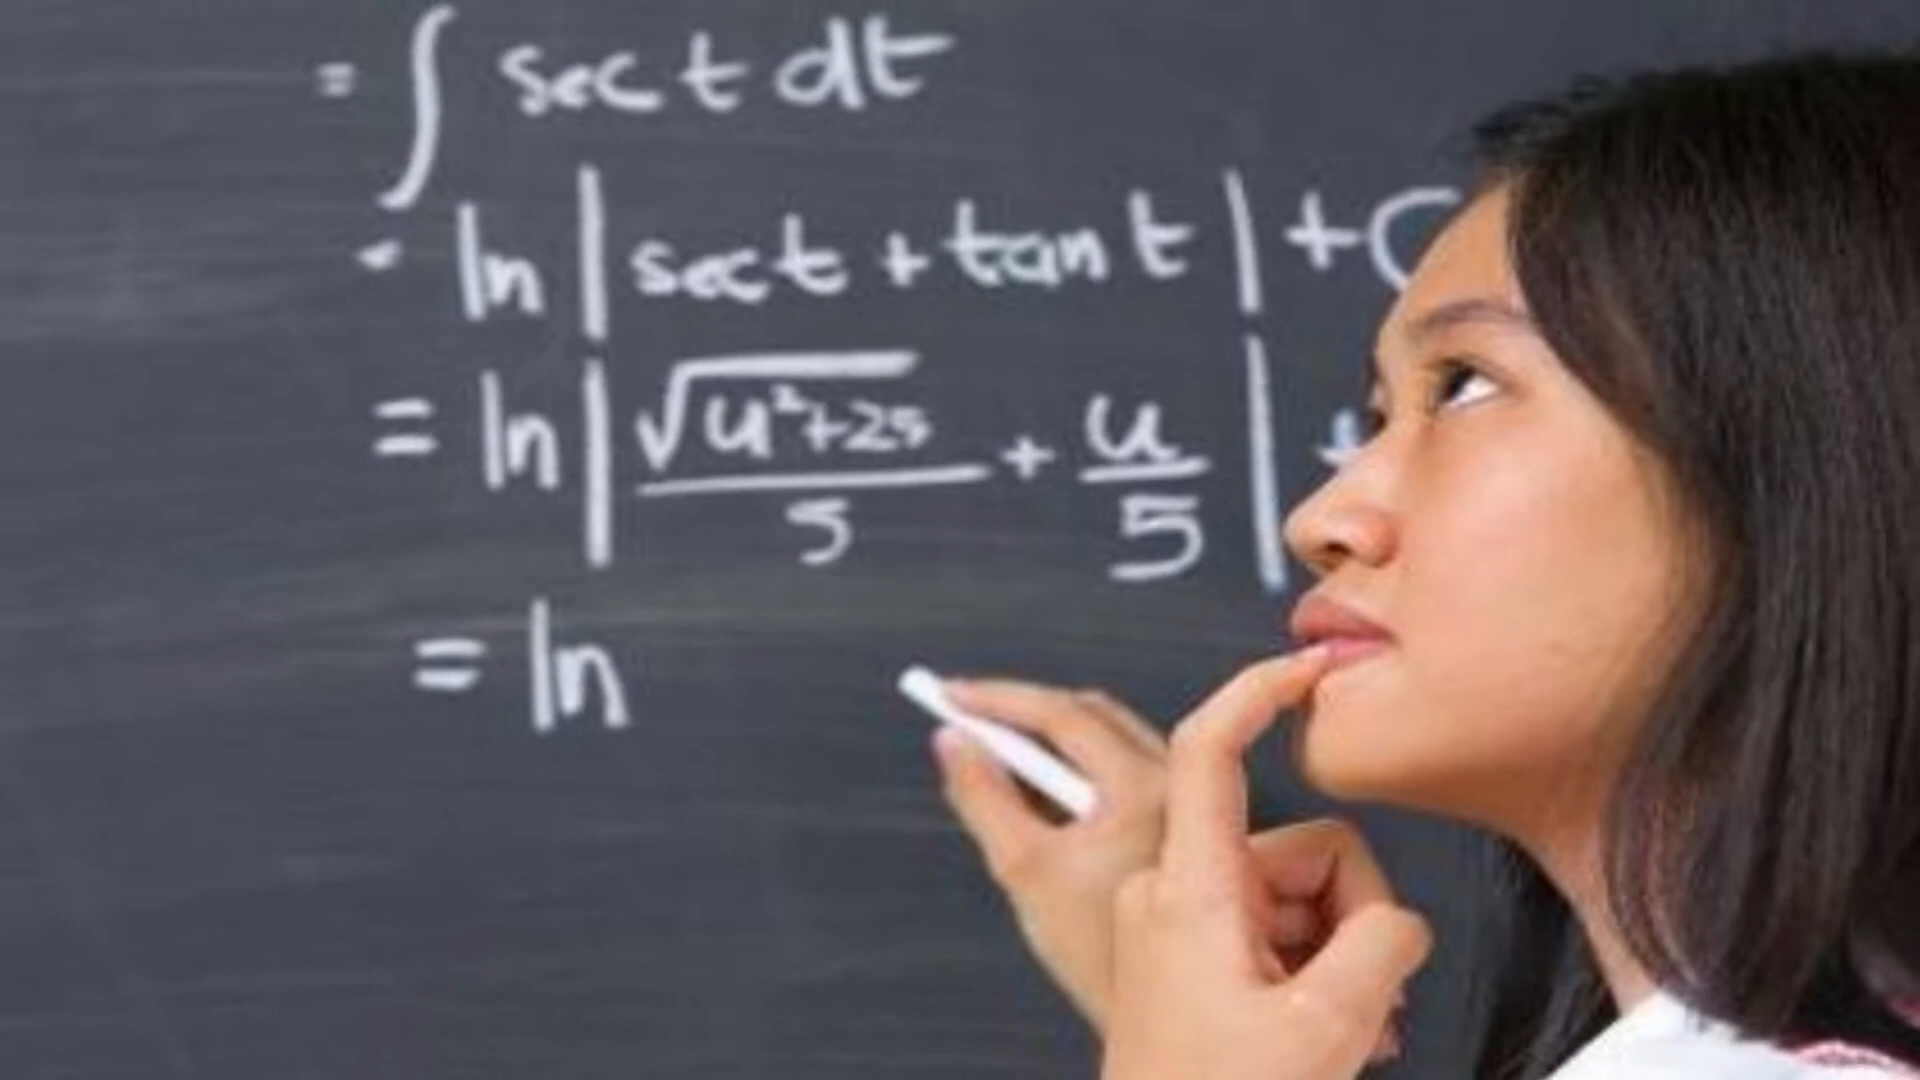 = ∫ sec t dt
- ln | sec t + tan t | + C
= ln | √(u²+25)/5 + u/5 | +
= ln